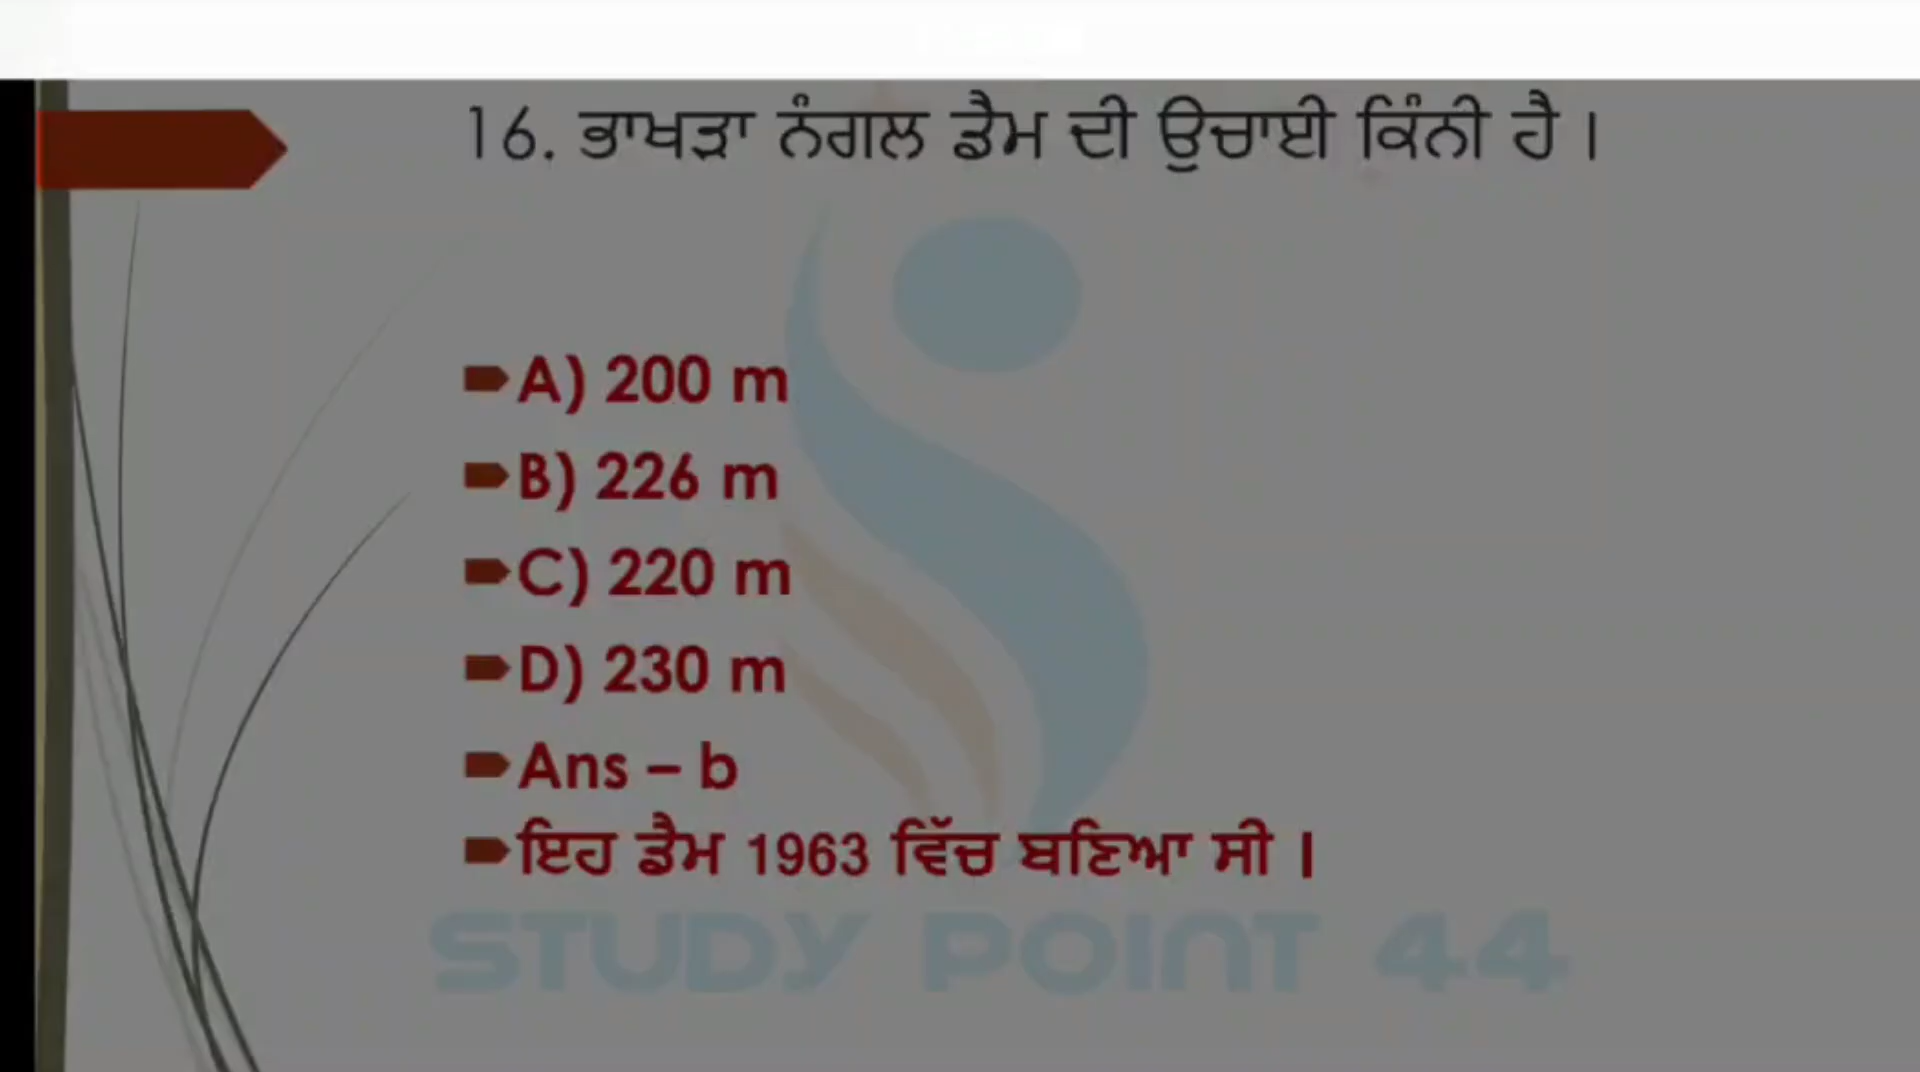 16. ਭਾਖੜਾ ਨੰਗਲ ਡੈਮ ਦੀ ਉਚਾਈ ਕਿੰਨੀ ਹੈ ।
A) 200 m
B) 226 m
C) 220 m
D) 230 m
Ans – b
ਇਹ ਡੈਮ 1963 ਵਿੱਚ ਬਣਿਆ ਸੀ ।
STUDY POINT 44